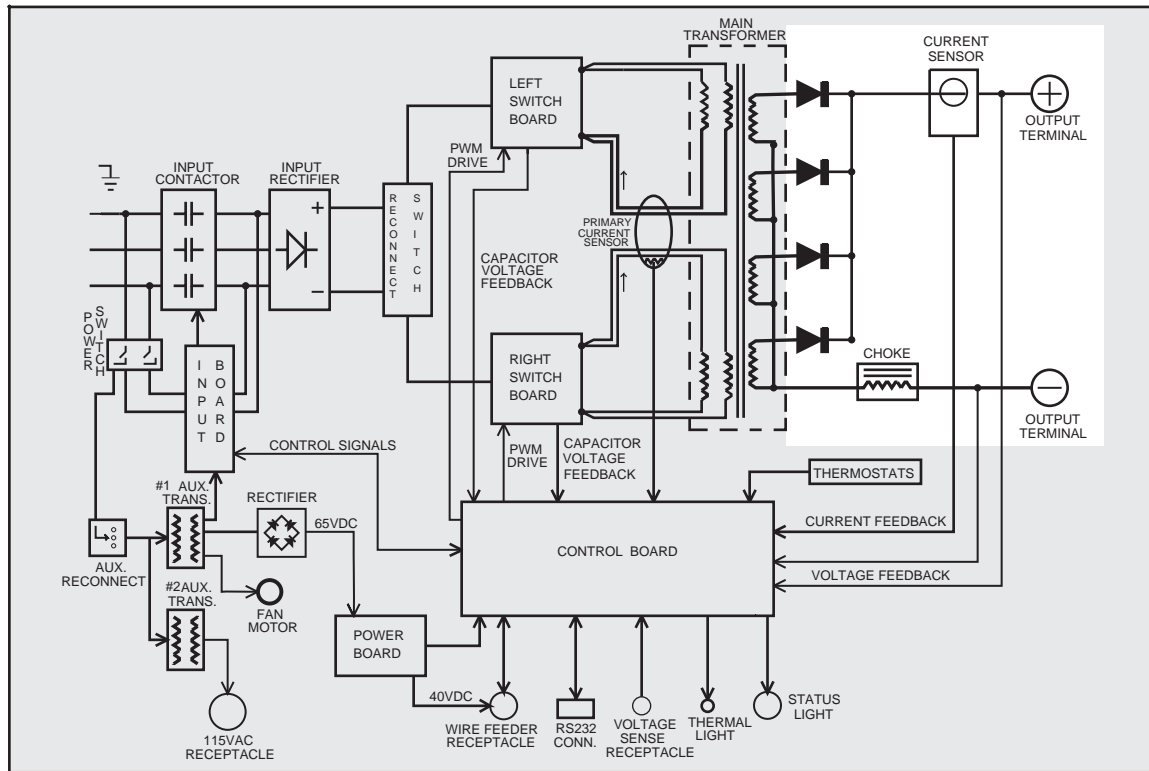 MAIN
TRANSFORMER
CURRENT
SENSOR
LEFT
SWITCH
BOARD
+
OUTPUT
TERMINAL
PWM
DRIVE
INPUT
CONTACTOR
INPUT
RECTIFIER
+
−
RECONNECT
SWITCH
PRIMARY
CURRENT
SENSOR
CAPACITOR
VOLTAGE
FEEDBACK
POWER
SWITCH
INPUT
BOARD
RIGHT
SWITCH
BOARD
CHOKE
−
OUTPUT
TERMINAL
CONTROL SIGNALS
PWM
DRIVE
CAPACITOR
VOLTAGE
FEEDBACK
THERMOSTATS
#1 AUX.
TRANS.
RECTIFIER
65VDC
CURRENT FEEDBACK
CONTROL BOARD
VOLTAGE FEEDBACK
AUX.
RECONNECT
#2AUX.
TRANS.
FAN
MOTOR
POWER
BOARD
40VDC
115VAC
RECEPTACLE
WIRE FEEDER
RECEPTACLE
RS232
CONN.
VOLTAGE
SENSE
RECEPTACLE
THERMAL
LIGHT
STATUS
LIGHT